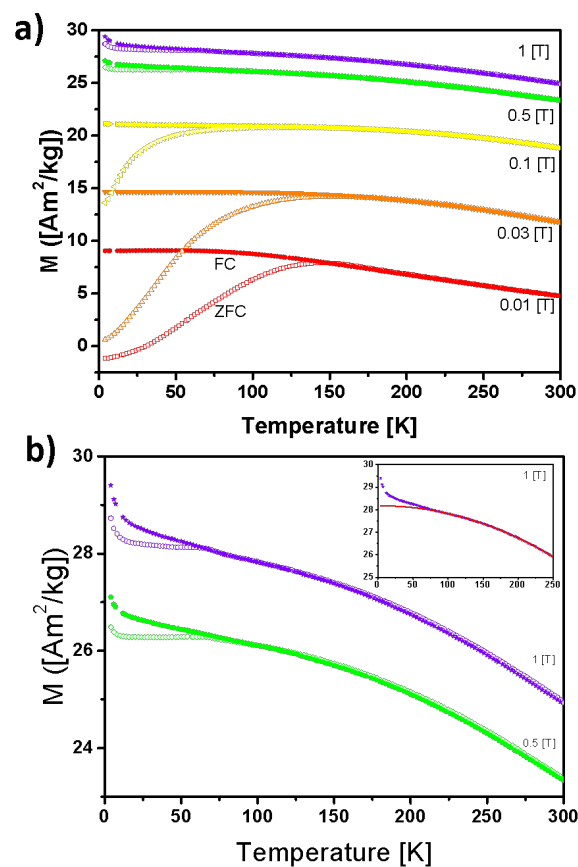 a)
30
25
20
15
10
5
0
M ([Am²/kg])
1 [T]
0.5 [T]
0.1 [T]
0.03 [T]
FC
ZFC
0.01 [T]
0 50 100 150 200 250 300
Temperature [K]
b)
30
28
26
24
M ([Am²/kg])
30
29
28
27
26
25
1 [T]
0 50 100 150 200 250
1 [T]
0.5 [T]
0 50 100 150 200 250 300
Temperature [K]